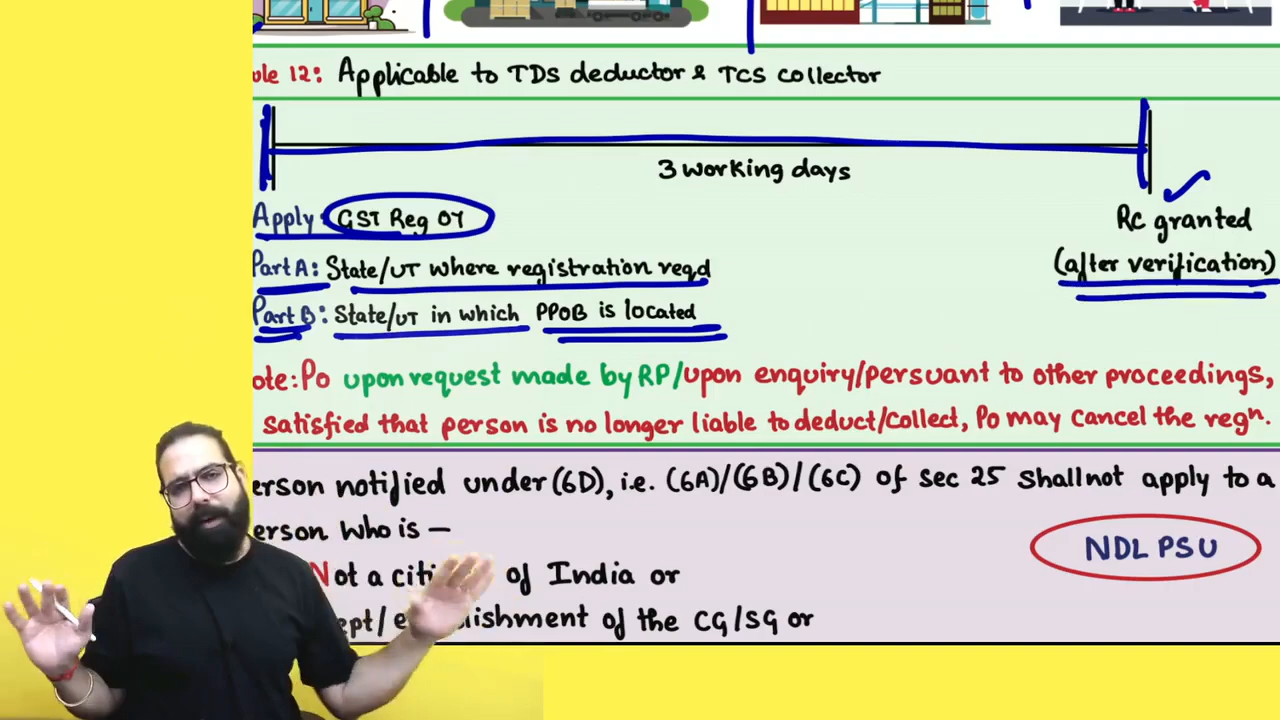 ule 12: Applicable to TDS deductor & TCS collector
3 working days
Apply: GST Reg 07
Rc granted
(after verification)
Part A: State/UT where registration reqd
Part B: State/UT in which PPOB is located
ote: Po upon request made by RP/upon enquiry/persuant to other proceedings,
satisfied that person is no longer liable to deduct/collect, Po may cancel the regn.
erson notified under (6D), i.e. (6A)/(6B)/(6C) of sec 25 shall not apply to a
erson who is –
NDL PSU
Not a citi of India or
ept/ e lishment of the CG/SG or